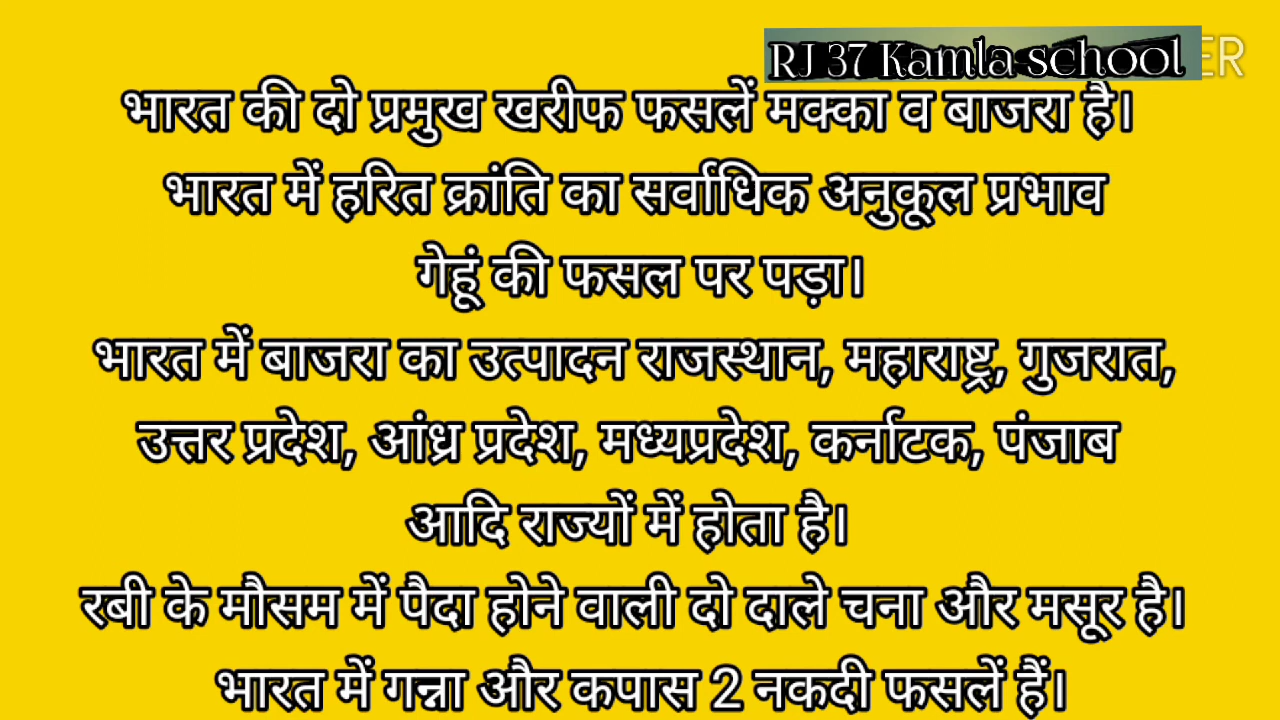 RJ 37 Kamla school
ER
भारत की दो प्रमुख खरीफ फसलें मक्का व बाजरा है।
भारत में हरित क्रांति का सर्वाधिक अनुकूल प्रभाव
गेहूं की फसल पर पड़ा।
भारत में बाजरा का उत्पादन राजस्थान, महाराष्ट्र, गुजरात,
उत्तर प्रदेश, आंध्र प्रदेश, मध्यप्रदेश, कर्नाटक, पंजाब
आदि राज्यों में होता है।
रबी के मौसम में पैदा होने वाली दो दाले चना और मसूर है।
भारत में गन्ना और कपास 2 नकदी फसलें हैं।